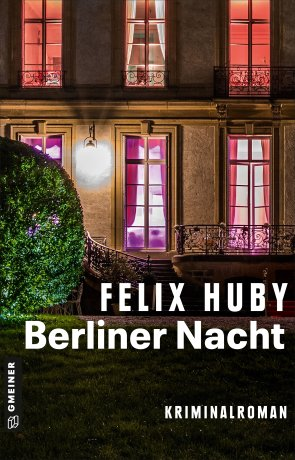 FELIX HUBY
Berliner Nacht
KRIMINALROMAN
GMEINER